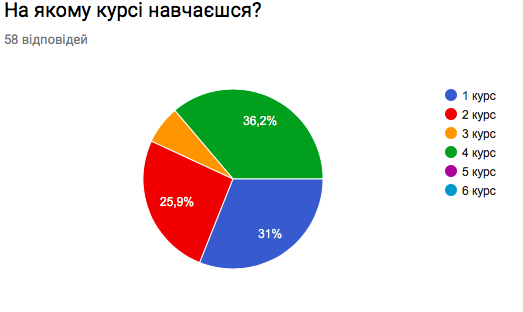 На якому курсі навчаєшся?
58 відповідей
36,2%
25,9%
31%
1 курс
2 курс
3 курс
4 курс
5 курс
6 курс